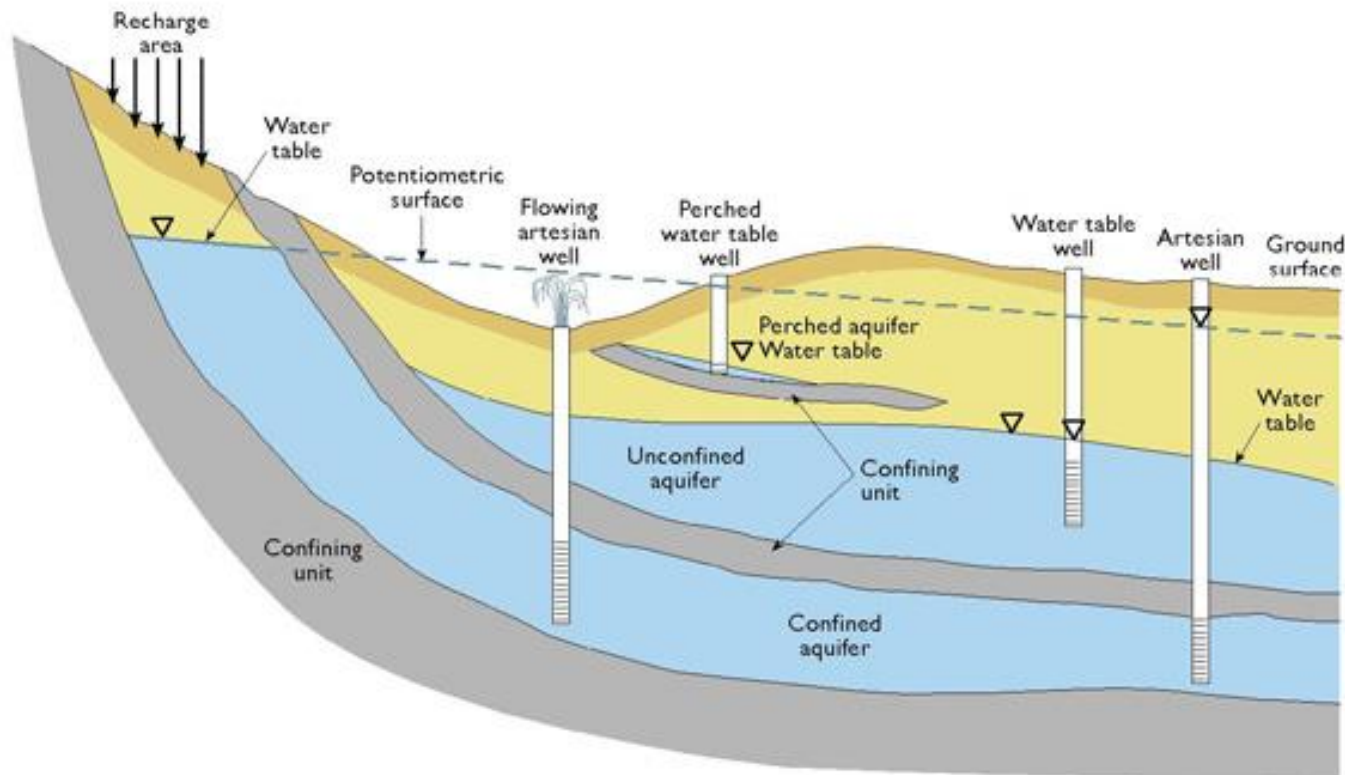 Recharge
area
Water
table
Potentiometric
surface
Flowing
artesian
well
Perched
water table
well
Water table
well
Artesian
well
Ground
surface
Perched aquifer
Water table
Water
table
Unconfined
aquifer
Confining
unit
Confining
unit
Confined
aquifer